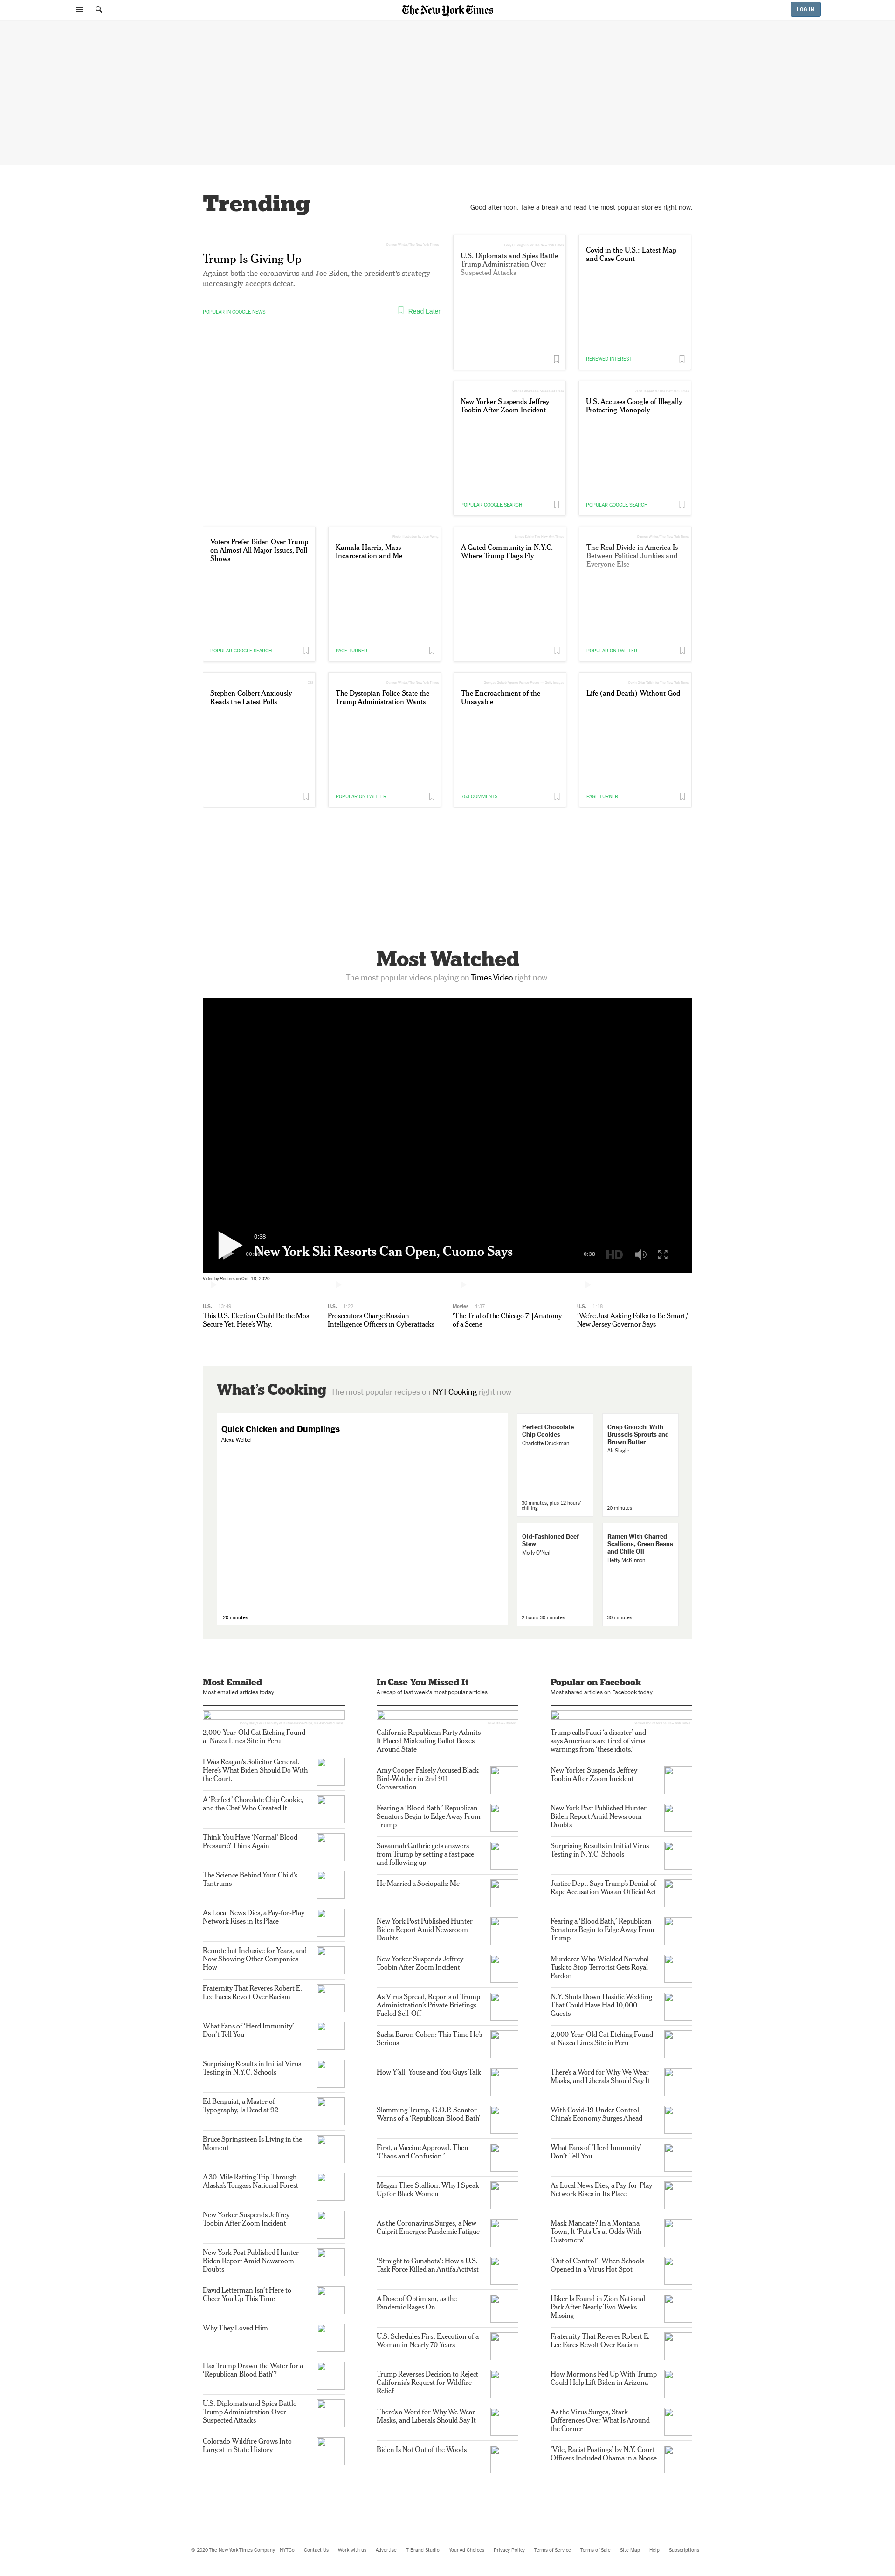 The New York Times
LOG IN
Trending
Good afternoon. Take a break and read the most popular stories right now.
Trump Is Giving Up
Against both the coronavirus and Joe Biden, the president's strategy
increasingly accepts defeat.
POPULAR IN GOOGLE NEWS
Read Later
U.S. Diplomats and Spies Battle
Trump Administration Over
Suspected Attacks
Covid in the U.S.: Latest Map
and Case Count
RENEWED INTEREST
New Yorker Suspends Jeffrey
Toobin After Zoom Incident
POPULAR GOOGLE SEARCH
U.S. Accuses Google of Illegally
Protecting Monopoly
POPULAR GOOGLE SEARCH
Voters Prefer Biden Over Trump
on Almost All Major Issues, Poll
Shows
POPULAR GOOGLE SEARCH
Kamala Harris, Mass
Incarceration and Me
PAGE-TURNER
A Gated Community in N.Y.C.
Where Trump Flags Fly
The Real Divide in America Is
Between Political Junkies and
Everyone Else
POPULAR ON TWITTER
Stephen Colbert Anxiously
Reads the Latest Polls
The Dystopian Police State the
Trump Administration Wants
POPULAR ON TWITTER
The Encroachment of the
Unsayable
753 COMMENTS
Life (and Death) Without God
PAGE-TURNER
Most Watched
The most popular videos playing on Times Video right now.
0:38
New York Ski Resorts Can Open, Cuomo Says
0:38
HD
Video by Reuters on Oct. 18, 2020.
U.S. 13:45
This U.S. Election Could Be the Most
Secure Yet. Here's Why.
U.S. 1:22
Prosecutors Charge Russian
Intelligence Officers in Cyberattacks
Movies 4:37
'The Trial of the Chicago 7' | Anatomy
of a Scene
U.S. 1:16
'We're Just Asking Folks to Be Smart,'
New Jersey Governor Says
What's Cooking The most popular recipes on NYT Cooking right now
Quick Chicken and Dumplings
Alexa Weibel
20 minutes
Perfect Chocolate
Chip Cookies
Charlotte Druckman
30 minutes, plus 12 hours'
chilling
Crisp Gnocchi With
Brussels Sprouts and
Brown Butter
Ali Slagle
20 minutes
Old-Fashioned Beef
Stew
Molly O'Neill
2 hours 30 minutes
Ramen With Charred
Scallions, Green Beans
and Chile Oil
Hetty McKinnon
30 minutes
Most Emailed
Most emailed articles today
2,000-Year-Old Cat Etching Found
at Nazca Lines Site in Peru
I Was Reagan's Solicitor General.
Here's What Biden Should Do With
the Court.
A 'Perfect' Chocolate Chip Cookie,
and the Chef Who Created It
Think You Have 'Normal' Blood
Pressure? Think Again
The Science Behind Your Child's
Tantrums
As Local News Dies, a Pay-for-Play
Network Rises in Its Place
Remote but Inclusive for Years, and
Now Showing Other Companies
How
Fraternity That Reveres Robert E.
Lee Faces Revolt Over Racism
What Fans of 'Herd Immunity'
Don't Tell You
Surprising Results in Initial Virus
Testing in N.Y.C. Schools
Ed Benguiat, a Master of
Typography, Is Dead at 92
Bruce Springsteen Is Living in the
Moment
A 30-Mile Rafting Trip Through
Alaska's Tongass National Forest
New Yorker Suspends Jeffrey
Toobin After Zoom Incident
New York Post Published Hunter
Biden Report Amid Newsroom
Doubts
David Letterman Isn't Here to
Cheer You Up This Time
Why They Loved Him
Has Trump Drawn the Water for a
'Republican Blood Bath'?
U.S. Diplomats and Spies Battle
Trump Administration Over
Suspected Attacks
Colorado Wildfire Grows Into
Largest in State History
In Case You Missed It
A recap of last week's most popular articles
California Republican Party Admits
It Placed Misleading Ballot Boxes
Around State
Amy Cooper Falsely Accused Black
Bird-Watcher in 2nd 911
Conversation
Fearing a 'Blood Bath,' Republican
Senators Begin to Edge Away From
Trump
Savannah Guthrie gets answers
from Trump by setting a fast pace
and following up.
He Married a Sociopath: Me
New York Post Published Hunter
Biden Report Amid Newsroom
Doubts
New Yorker Suspends Jeffrey
Toobin After Zoom Incident
As Virus Spread, Reports of Trump
Administration's Private Briefings
Fueled Sell-Off
Sacha Baron Cohen: This Time He's
Serious
How Y'all, Youse and You Guys Talk
Slamming Trump, G.O.P. Senator
Warns of a 'Republican Blood Bath'
First, a Vaccine Approval. Then
'Chaos and Confusion.'
Megan Thee Stallion: Why I Speak
Up for Black Women
As the Coronavirus Surges, a New
Culprit Emerges: Pandemic Fatigue
'Straight to Gunshots': How a U.S.
Task Force Killed an Antifa Activist
A Dose of Optimism, as the
Pandemic Rages On
U.S. Schedules First Execution of a
Woman in Nearly 70 Years
Trump Reverses Decision to Reject
California's Request for Wildfire
Relief
There's a Word for Why We Wear
Masks, and Liberals Should Say It
Biden Is Not Out of the Woods
Popular on Facebook
Most shared articles on Facebook today
Trump calls Fauci 'a disaster' and
says Americans are tired of virus
warnings from 'these idiots.'
New Yorker Suspends Jeffrey
Toobin After Zoom Incident
New York Post Published Hunter
Biden Report Amid Newsroom
Doubts
Surprising Results in Initial Virus
Testing in N.Y.C. Schools
Justice Dept. Says Trump's Denial of
Rape Accusation Was an Official Act
Fearing a 'Blood Bath,' Republican
Senators Begin to Edge Away From
Trump
Murderer Who Wielded Narwhal
Tusk to Stop Terrorist Gets Royal
Pardon
N.Y. Shuts Down Hasidic Wedding
That Could Have Had 10,000
Guests
2,000-Year-Old Cat Etching Found
at Nazca Lines Site in Peru
There's a Word for Why We Wear
Masks, and Liberals Should Say It
With Covid-19 Under Control,
China's Economy Surges Ahead
What Fans of 'Herd Immunity'
Don't Tell You
As Local News Dies, a Pay-for-Play
Network Rises in Its Place
Mask Mandate? In a Montana
Town, It 'Puts Us at Odds With
Customers'
'Out of Control': When Schools
Opened in a Virus Hot Spot
Hiker Is Found in Zion National
Park After Nearly Two Weeks
Missing
Fraternity That Reveres Robert E.
Lee Faces Revolt Over Racism
How Mormons Fed Up With Trump
Could Help Lift Biden in Arizona
As the Virus Surges, Stark
Differences Over What Is Around
the Corner
'Vile, Racist Postings' by N.Y. Court
Officers Included Obama in a Noose
© 2020 The New York Times Company NYTCo Contact Us Work with us Advertise T Brand Studio Your Ad Choices Privacy Policy Terms of Service Terms of Sale Site Map Help Subscriptions